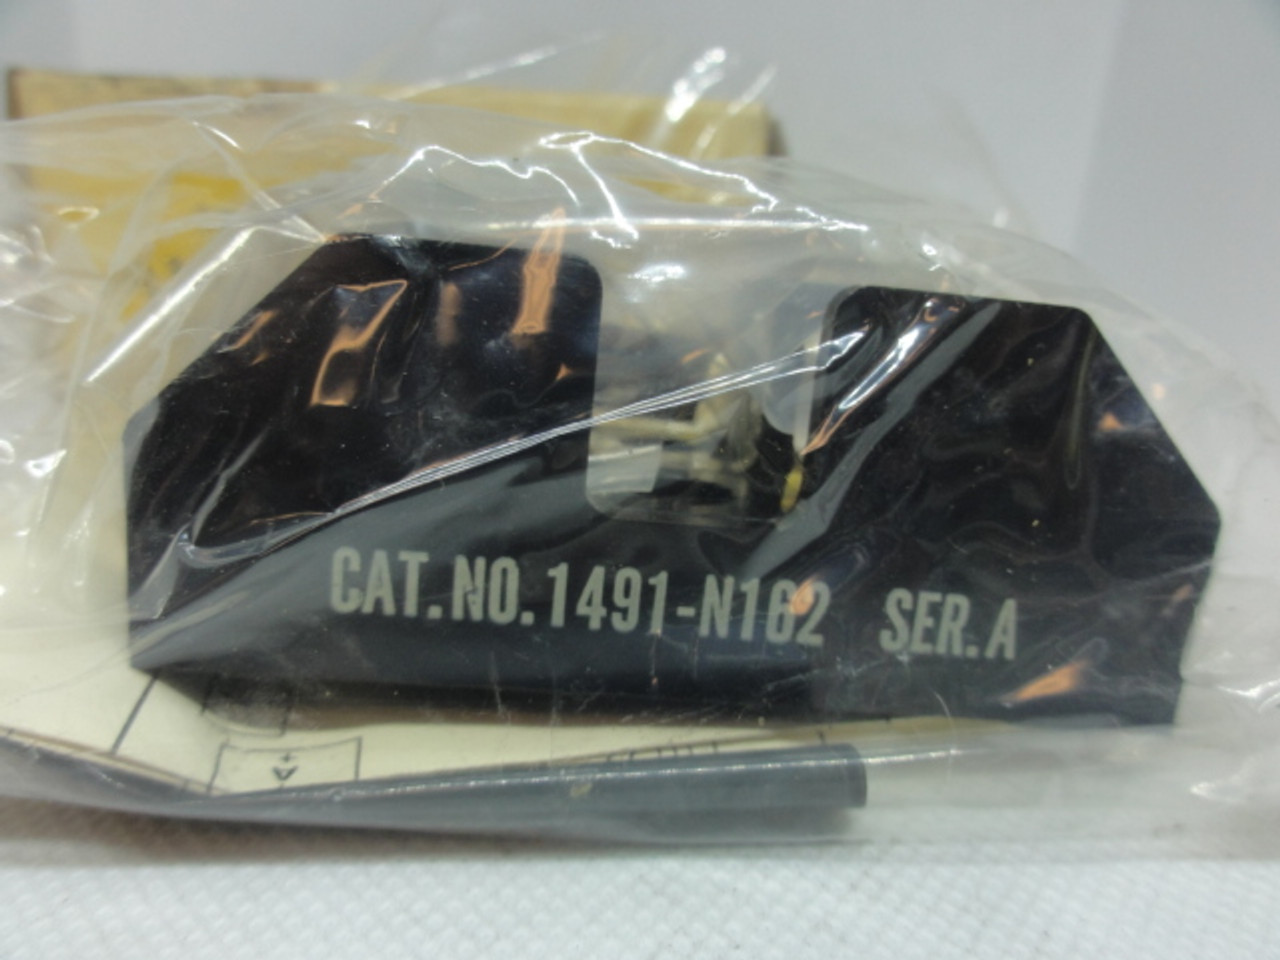 CAT. NO. 1491-N162 SER. A